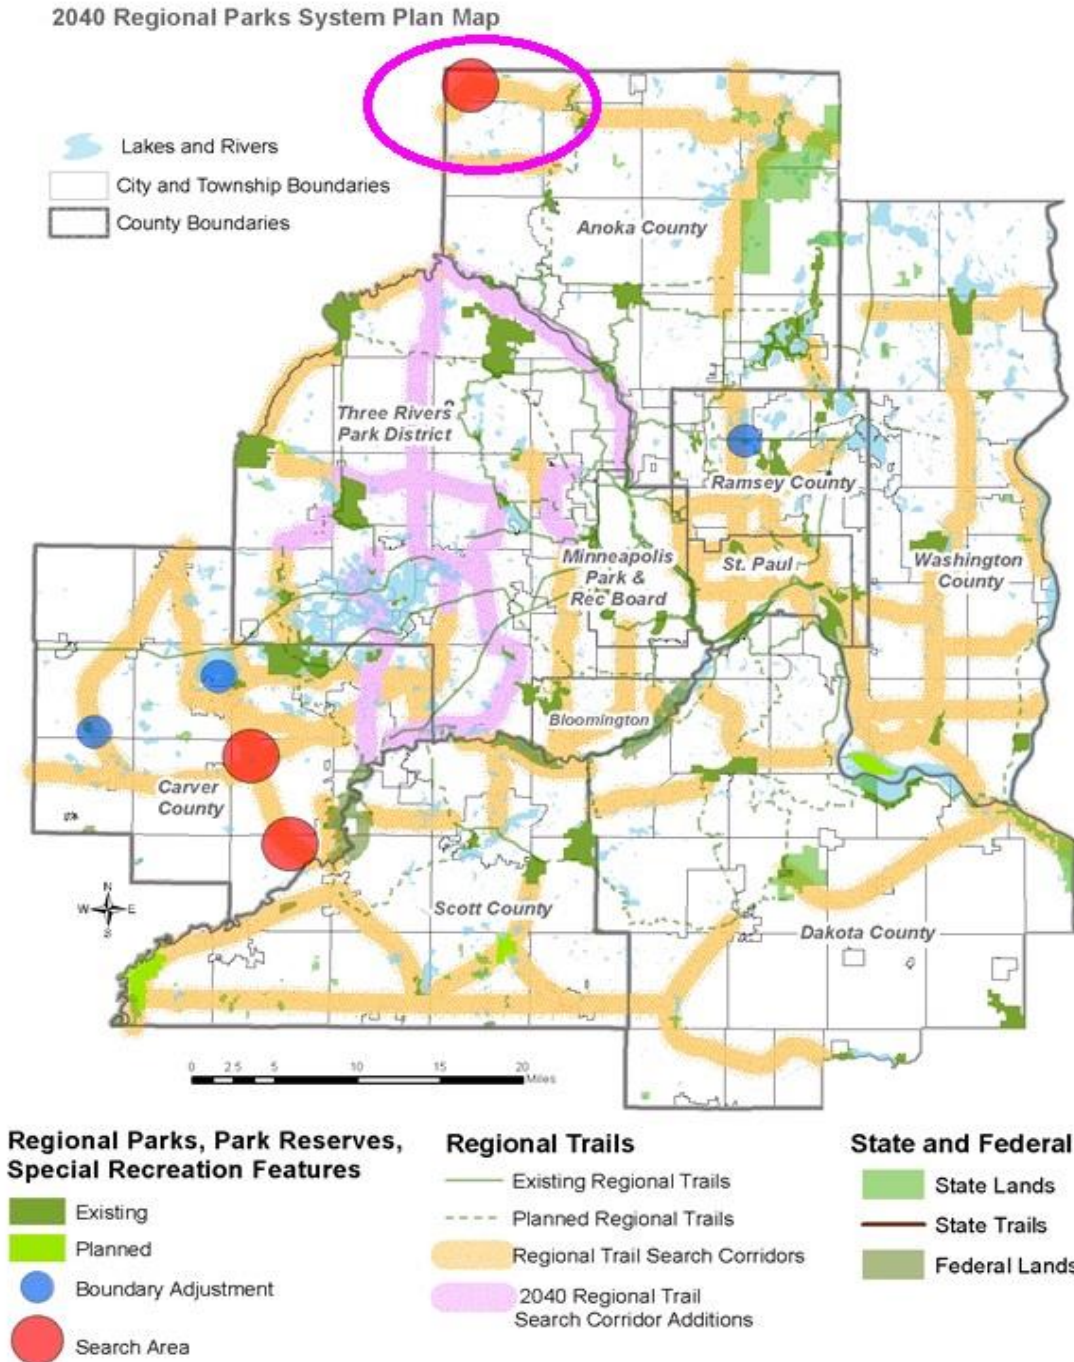 2040 Regional Parks System Plan Map
Lakes and Rivers
City and Township Boundaries
County Boundaries
Anoka County
Three Rivers
Park District
Ramsey County
Minneapolis
Park &
Rec Board
St. Paul
Washington
County
Bloomington
Carver
County
N
W E
S
Scott County
Dakota County
0 2.5 5 10 15 20
Miles
Regional Parks, Park Reserves,
Special Recreation Features
Existing
Planned
Boundary Adjustment
Search Area
Regional Trails
Existing Regional Trails
Planned Regional Trails
Regional Trail Search Corridors
2040 Regional Trail
Search Corridor Additions
State and Federal
State Lands
State Trails
Federal Lands